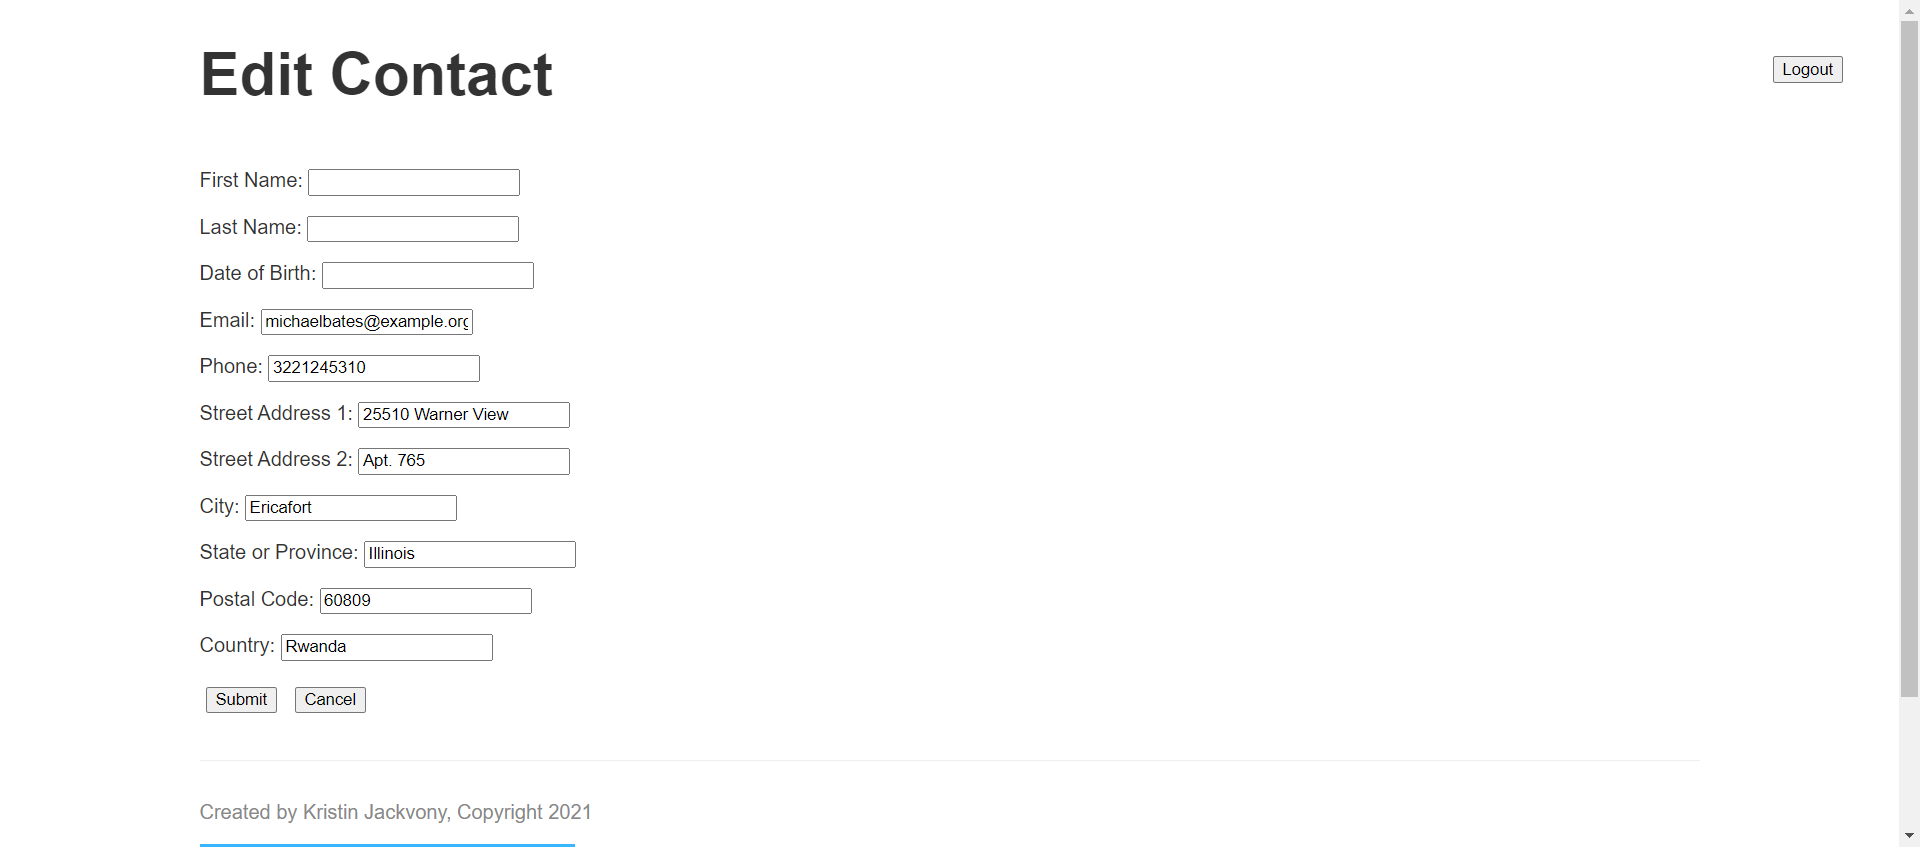 Edit Contact
Logout
First Name:
Last Name:
Date of Birth:
Email: michaelbates@example.org
Phone: 3221245310
Street Address 1: 25510 Warner View
Street Address 2: Apt. 765
City: Ericafort
State or Province: Illinois
Postal Code: 60809
Country: Rwanda
Submit Cancel
Created by Kristin Jackvony, Copyright 2021